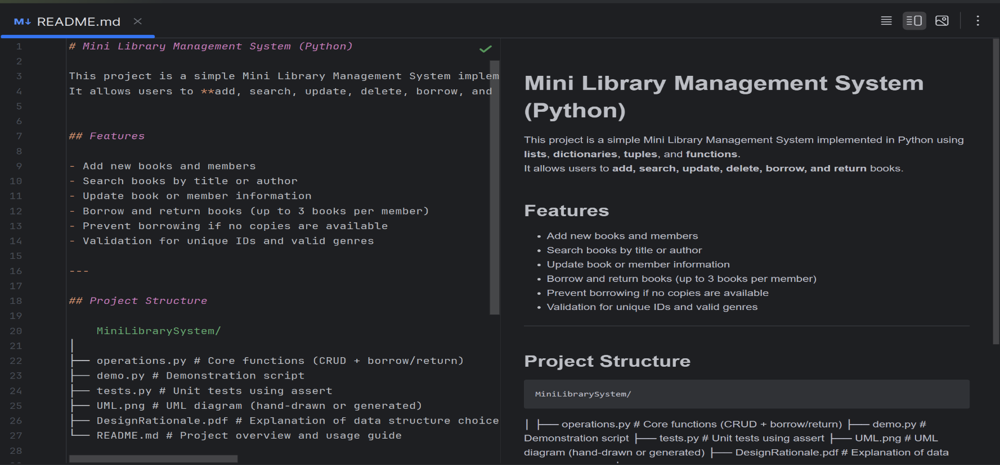 M↓ README.md
1 # Mini Library Management System (Python)
2
3 This project is a simple Mini Library Management System implem
4 It allows users to **add, search, update, delete, borrow, and
5
6
7 ## Features
8
9 - Add new books and members
10 - Search books by title or author
11 - Update book or member information
12 - Borrow and return books (up to 3 books per member)
13 - Prevent borrowing if no copies are available
14 - Validation for unique IDs and valid genres
15
16 ---
17
18 ## Project Structure
19
20 MiniLibrarySystem/
21 │
22 ├── operations.py # Core functions (CRUD + borrow/return)
23 ├── demo.py # Demonstration script
24 ├── tests.py # Unit tests using assert
25 ├── UML.png # UML diagram (hand-drawn or generated)
26 ├── DesignRationale.pdf # Explanation of data structure choice
27 └── README.md # Project overview and usage guide
28
Mini Library Management System
(Python)
This project is a simple Mini Library Management System implemented in Python using
lists, dictionaries, tuples, and functions.
It allows users to add, search, update, delete, borrow, and return books.
Features
• Add new books and members
• Search books by title or author
• Update book or member information
• Borrow and return books (up to 3 books per member)
• Prevent borrowing if no copies are available
• Validation for unique IDs and valid genres
Project Structure
MiniLibrarySystem/
│ ├── operations.py # Core functions (CRUD + borrow/return) ├── demo.py #
Demonstration script ├── tests.py # Unit tests using assert ├── UML.png # UML
diagram (hand-drawn or generated) ├── DesignRationale.pdf # Explanation of data